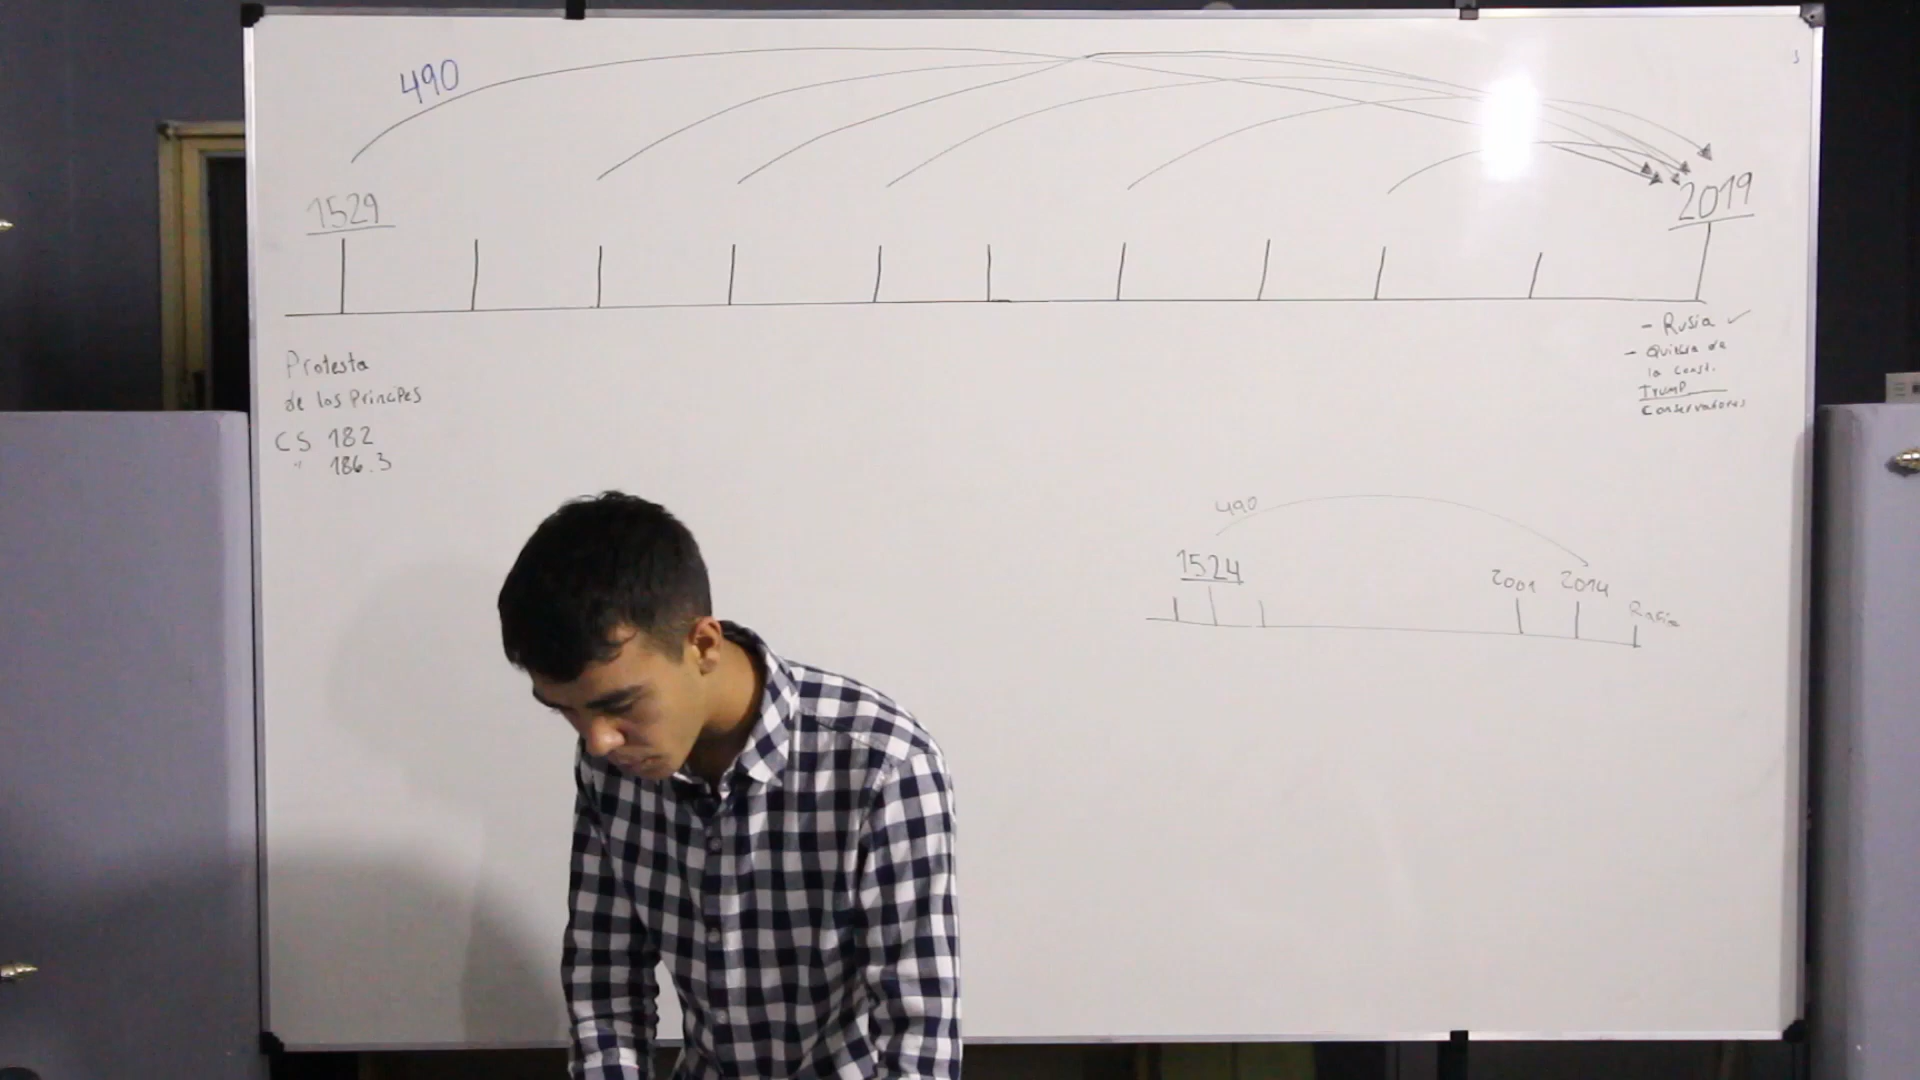 490
1529
2019
Protesta
de los Principes
CS 182
" 186.3
- Rusia ✓
- Quiebra de
la Const.
Trump
Conservadores
490
1524
2001
2014
Rusia